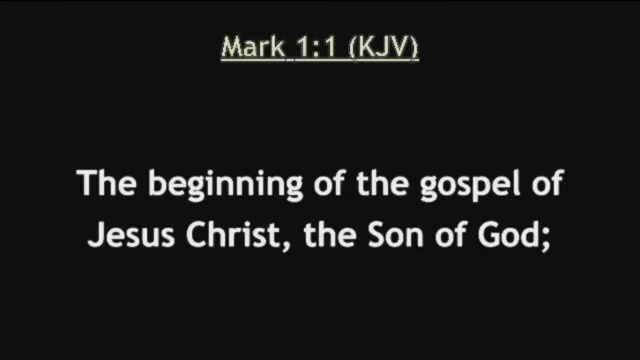 Mark 1:1 (KJV)
The beginning of the gospel of
Jesus Christ, the Son of God;